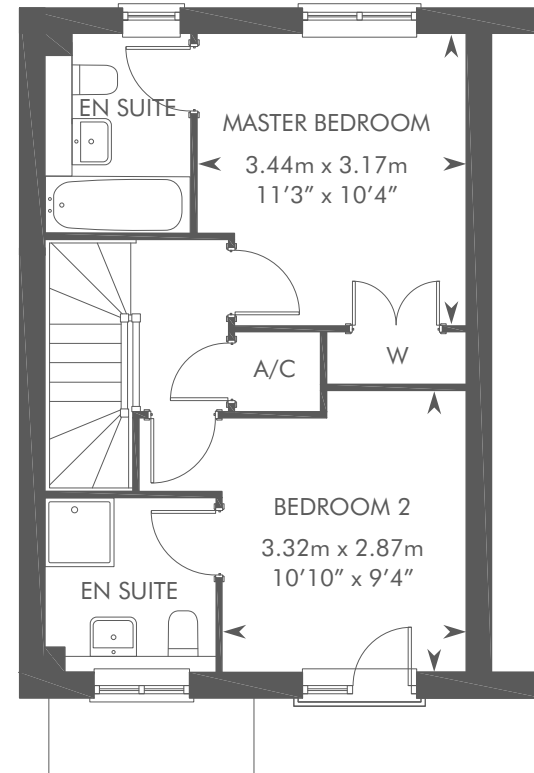 EN SUITE
MASTER BEDROOM
3.44m x 3.17m
11’3” x 10’4”
A/C
W
BEDROOM 2
3.32m x 2.87m
10’10” x 9’4”
EN SUITE